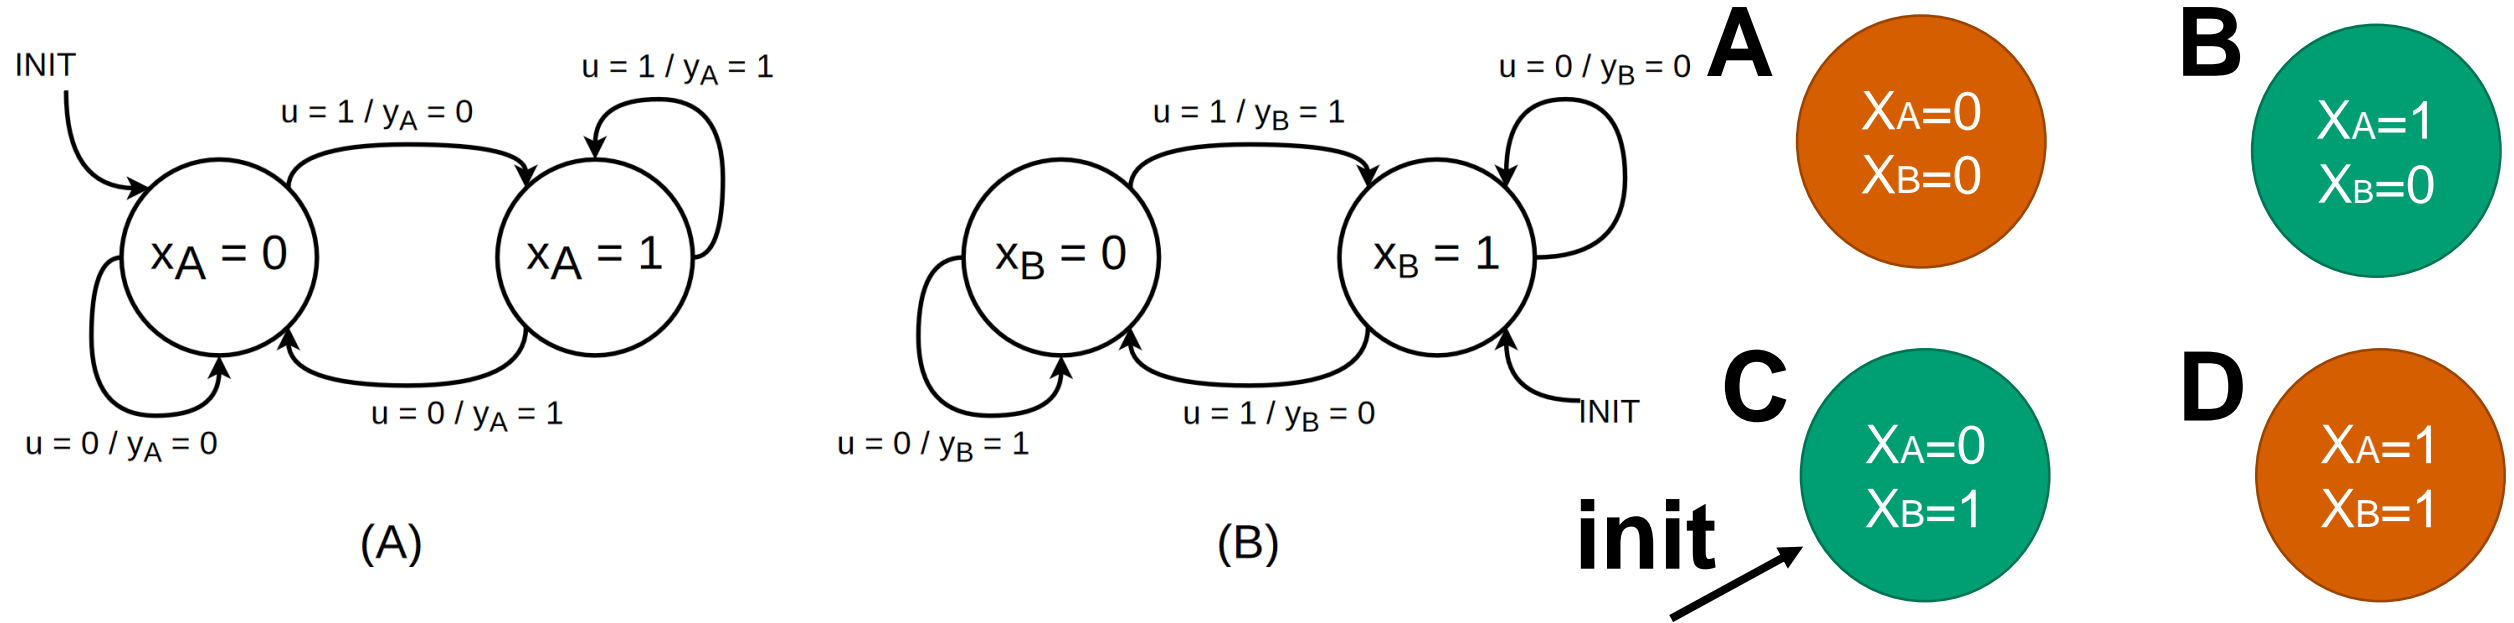 INIT
u = 1 / yA = 0
u = 1 / yA = 1
xA = 0
xA = 1
u = 0 / yA = 1
u = 0 / yA = 0
(A)
u = 1 / yB = 1
u = 0 / yB = 0
xB = 0
xB = 1
u = 1 / yB = 0
INIT
u = 0 / yB = 1
(B)
A
XA=0
XB=0
B
XA=1
XB=0
C
XA=0
XB=1
init
D
XA=1
XB=1